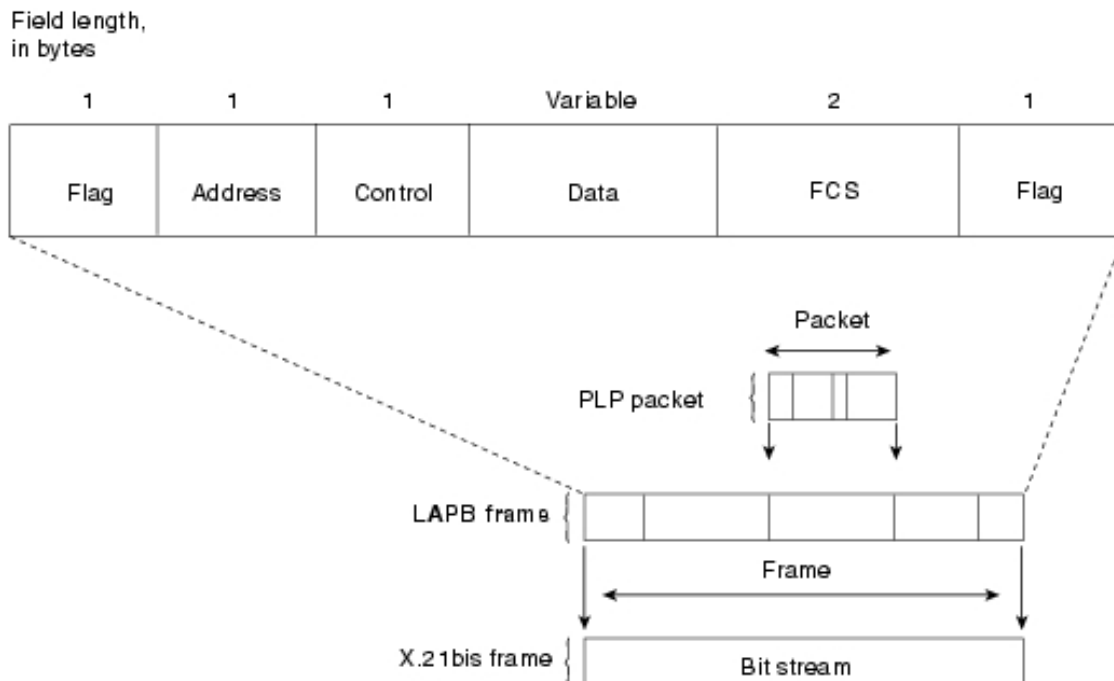 Field length,
in bytes
1 1 1 Variable 2 1
Flag Address Control Data FCS Flag
Packet
PLP packet
LAPB frame
Frame
X.21bis frame
Bit stream